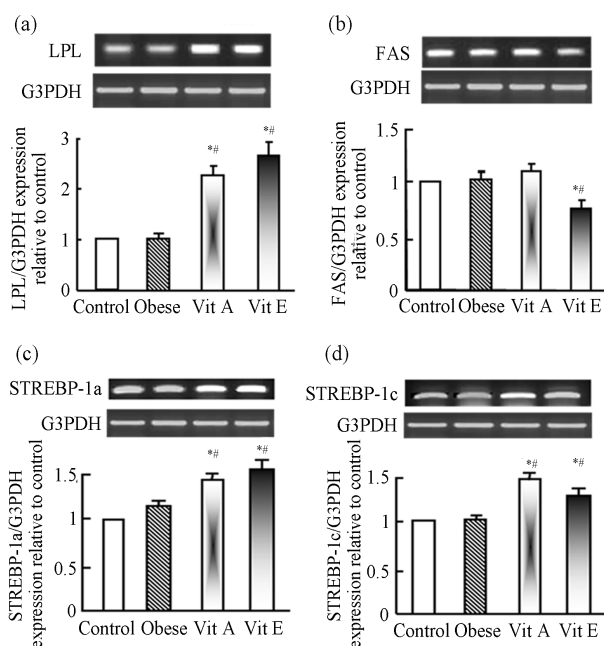 (a)
LPL
G3PDH
LPL/G3PDH expression
relative to control
3
2
1
0
*#
*#
Control Obese Vit A Vit E
(b)
FAS
G3PDH
FAS/G3PDH expression
relative to control
1.5
1
0.5
0
*#
Control Obese Vit A Vit E
(c)
STREBP-1a
G3PDH
STREBP-1a/G3PDH
expression relative to control
1.5
1
0.5
0
*#
*#
Control Obese Vit A Vit E
(d)
STREBP-1c
G3PDH
STREBP-1c/G3PDH
expression relative to control
1.5
1
0.5
0
*#
*#
Control Obese Vit A Vit E